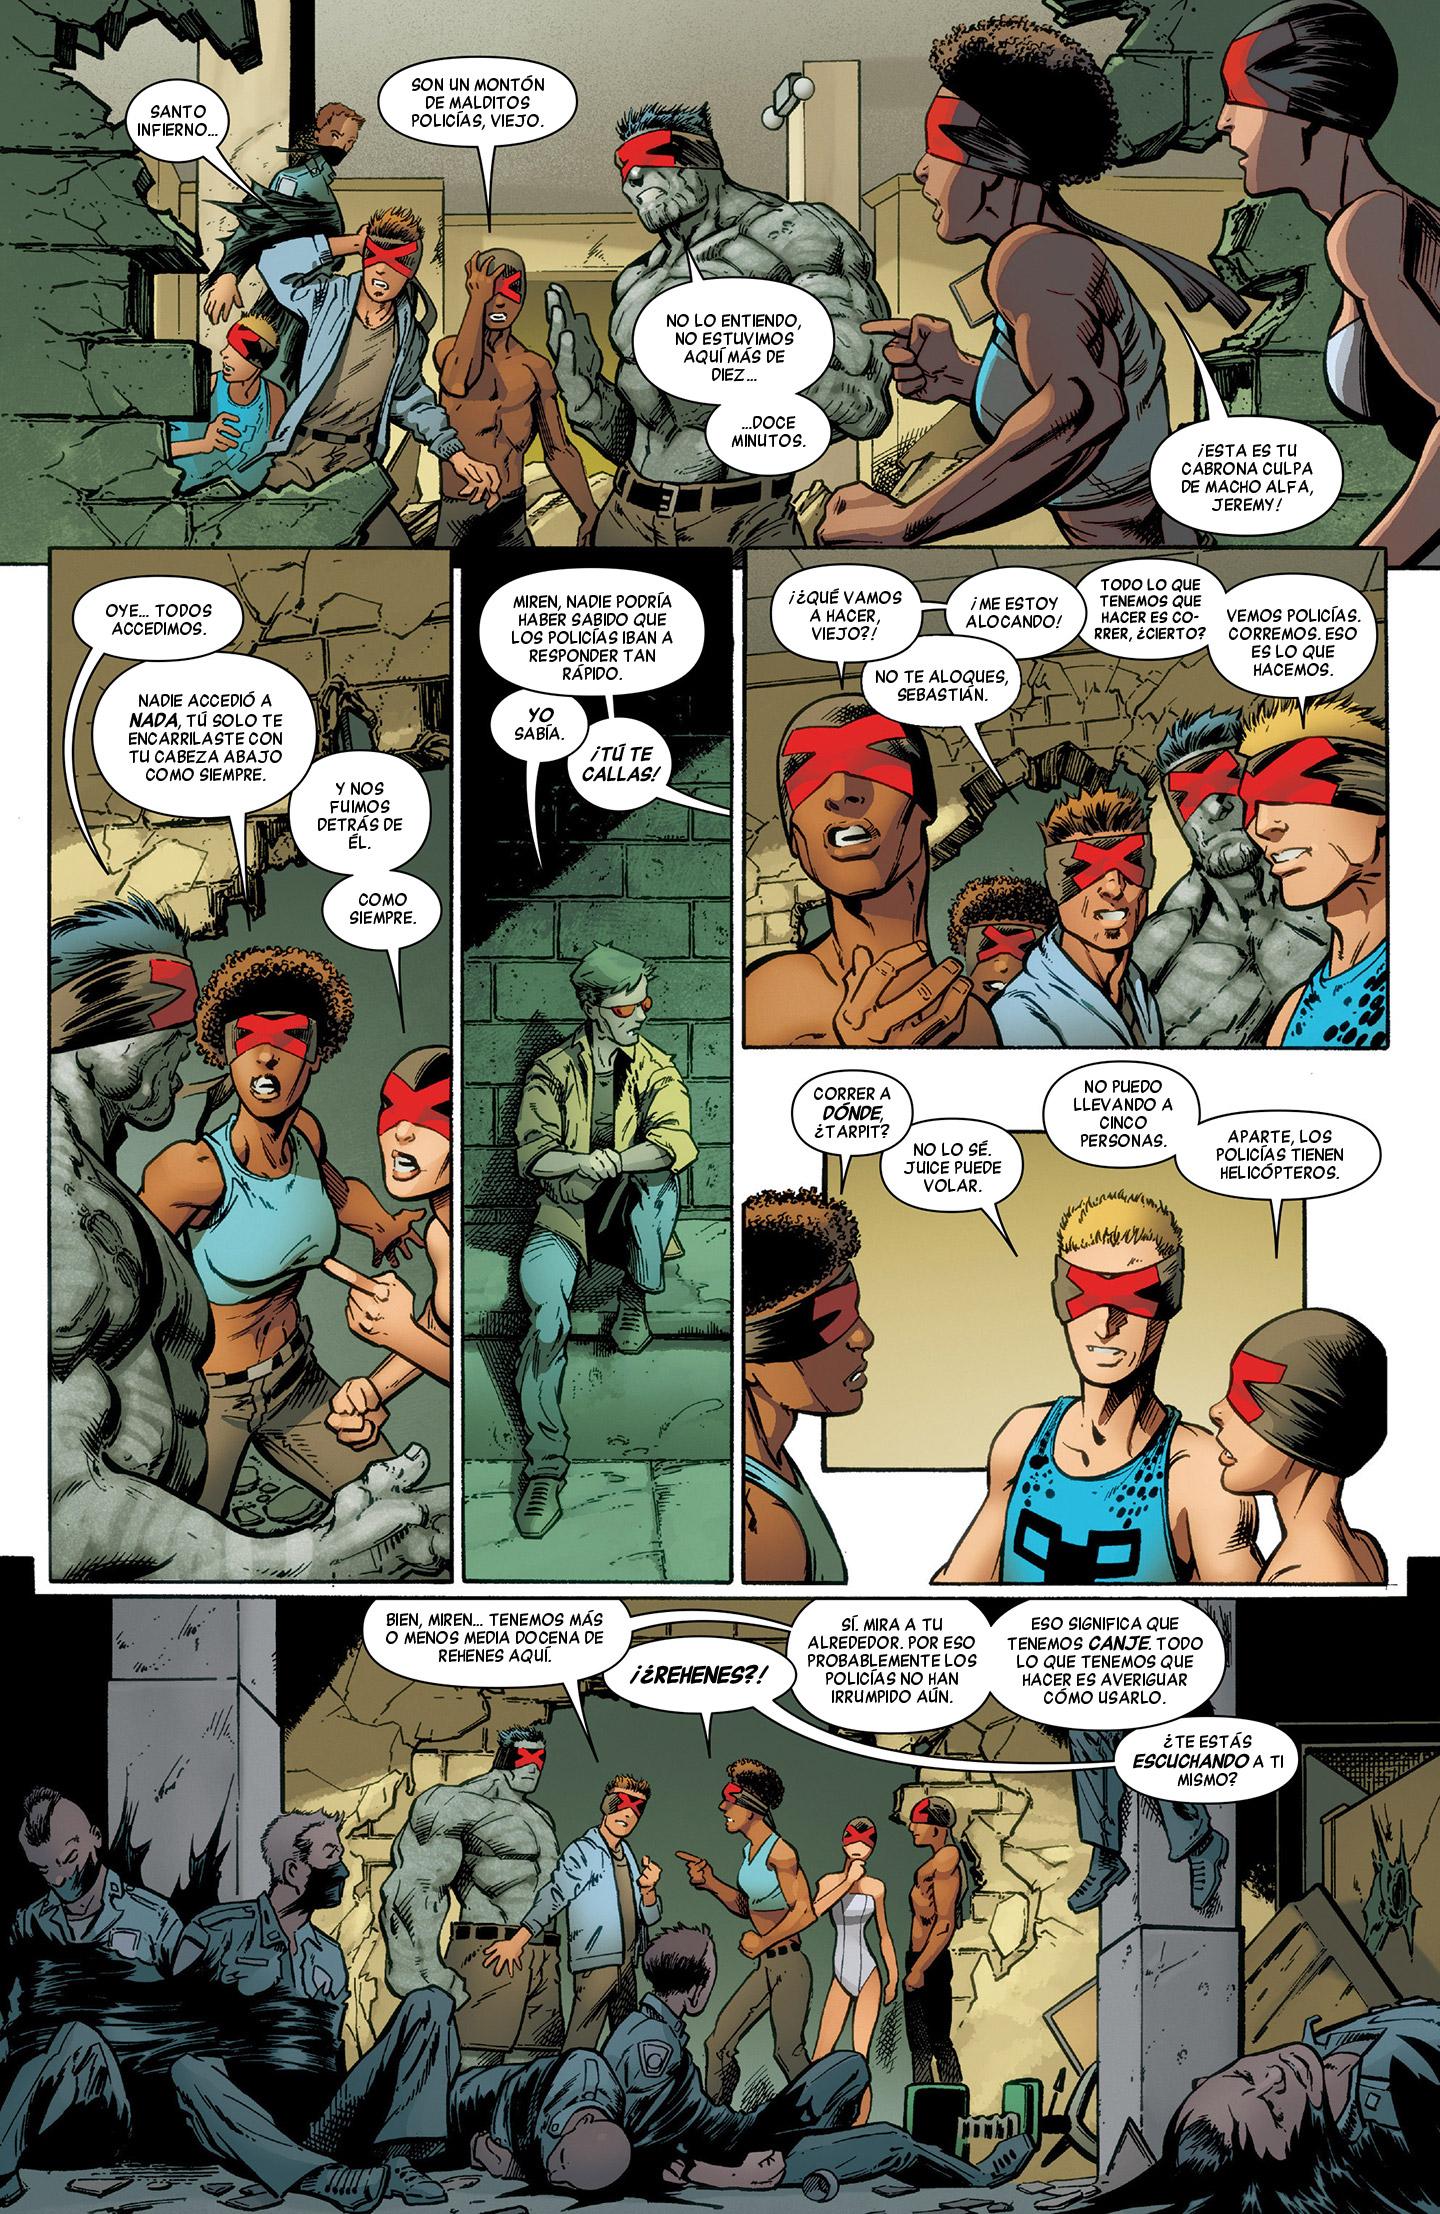 SANTO
INFIERNO...
SON UN MONTÓN
DE MALDITOS
POLICÍAS, VIEJO.
NO LO ENTIENDO,
NO ESTUVIMOS
AQUÍ MÁS DE
DIEZ...
...DOCE
MINUTOS.
¡ESTA ES TU
CABRONA CULPA
DE MACHO ALFA,
JEREMY!
OYE... TODOS
ACCEDIMOS.
NADIE ACCEDIÓ A
NADA, TÚ SOLO TE
ENCARRILASTE CON
TU CABEZA ABAJO
COMO SIEMPRE.
Y NOS
FUIMOS
DETRÁS DE
ÉL.
COMO
SIEMPRE.
MIREN, NADIE PODRÍA
HABER SABIDO QUE
LOS POLICÍAS IBAN A
RESPONDER TAN
RÁPIDO.
YO
SABÍA.
¡TÚ TE
CALLAS!
¡¿QUÉ VAMOS
A HACER,
VIEJO?!
¡ME ESTOY
ALOCANDO!
NO TE ALOQUES,
SEBASTIÁN.
TODO LO QUE
TENEMOS QUE
HACER ES CO-
RRER, ¿CIERTO?
VEMOS POLICÍAS.
CORREMOS. ESO
ES LO QUE
HACEMOS.
CORRER A
DÓNDE,
¿TARPIT?
NO LO SÉ.
JUICE PUEDE
VOLAR.
NO PUEDO
LLEVANDO A
CINCO
PERSONAS.
APARTE, LOS
POLICÍAS TIENEN
HELICÓPTEROS.
BIEN, MIREN... TENEMOS MÁS
O MENOS MEDIA DOCENA DE
REHENES AQUÍ.
¡¿REHENES?!
SÍ. MIRA A TU
ALREDEDOR. POR ESO
PROBABLEMENTE LOS
POLICÍAS NO HAN
IRRUMPIDO AÚN.
ESO SIGNIFICA QUE
TENEMOS CANJE. TODO
LO QUE TENEMOS QUE
HACER ES AVERIGUAR
CÓMO USARLO.
¿TE ESTÁS
ESCUCHANDO A TI
MISMO?